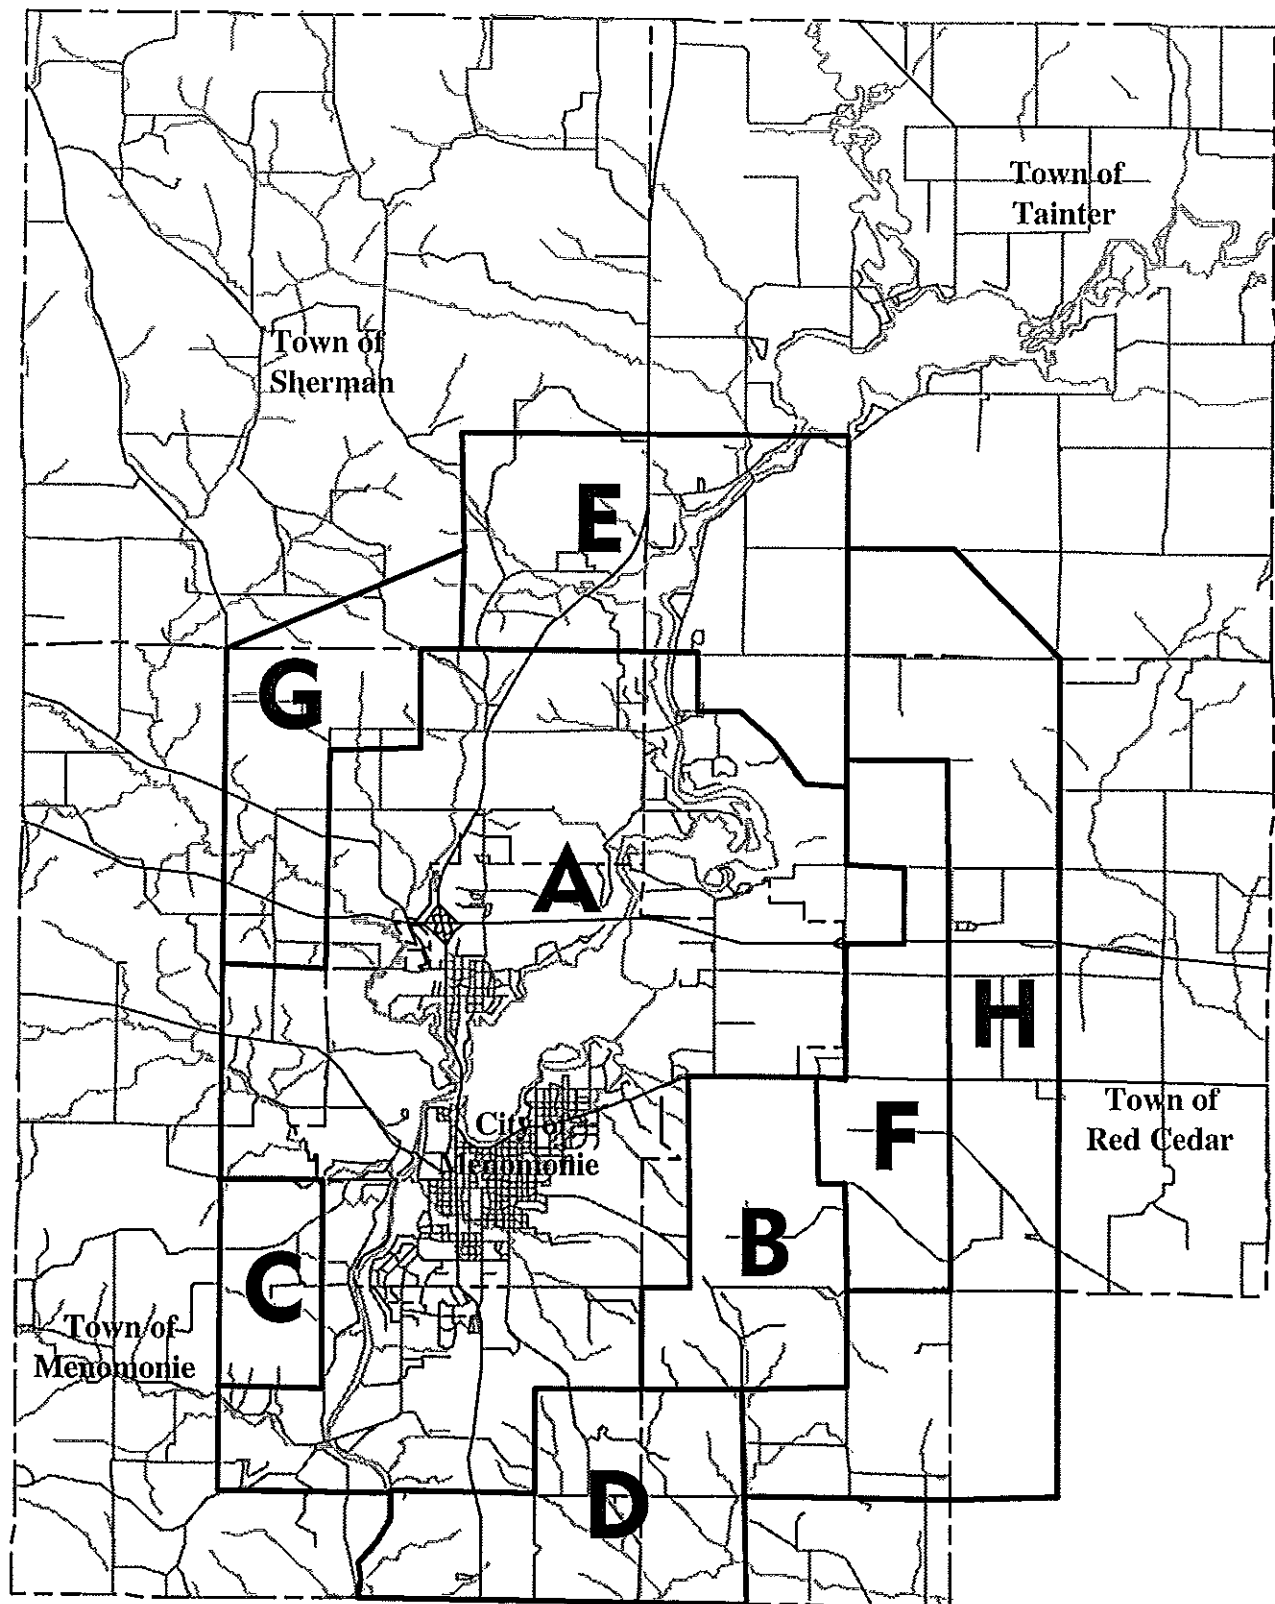 Town of
Tainter
Town of
Sherman
E
G
A
H
City of
Menomonie
F
Town of
Red Cedar
B
C
Town of
Menomonie
D